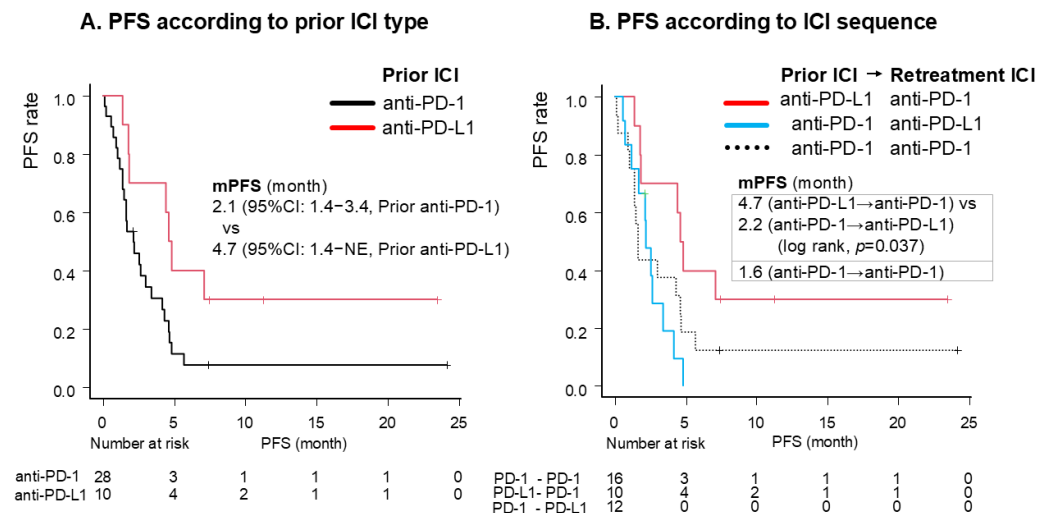 A. PFS according to prior ICI type
Prior ICI
anti-PD-1
anti-PD-L1
PFS rate
1.0
0.8
0.6
0.4
0.2
0.0
mPFS (month)
2.1 (95%CI: 1.4−3.4, Prior anti-PD-1)
vs
4.7 (95%CI: 1.4−NE, Prior anti-PD-L1)
0 5 10 15 20 25
Number at risk PFS (month)
anti-PD-1 28 3 1 1 1 0
anti-PD-L1 10 4 2 1 1 0
B. PFS according to ICI sequence
Prior ICI → Retreatment ICI
anti-PD-L1 anti-PD-1
anti-PD-1 anti-PD-L1
anti-PD-1 anti-PD-1
PFS rate
1.0
0.8
0.6
0.4
0.2
0.0
mPFS (month)
4.7 (anti-PD-L1→anti-PD-1) vs
2.2 (anti-PD-1→anti-PD-L1)
(log rank, p=0.037)
1.6 (anti-PD-1→anti-PD-1)
0 5 10 15 20 25
Number at risk PFS (month)
PD-1 - PD-1 16 3 1 1 1 0
PD-L1- PD-1 10 4 2 1 1 0
PD-1 - PD-L1 12 0 0 0 0 0